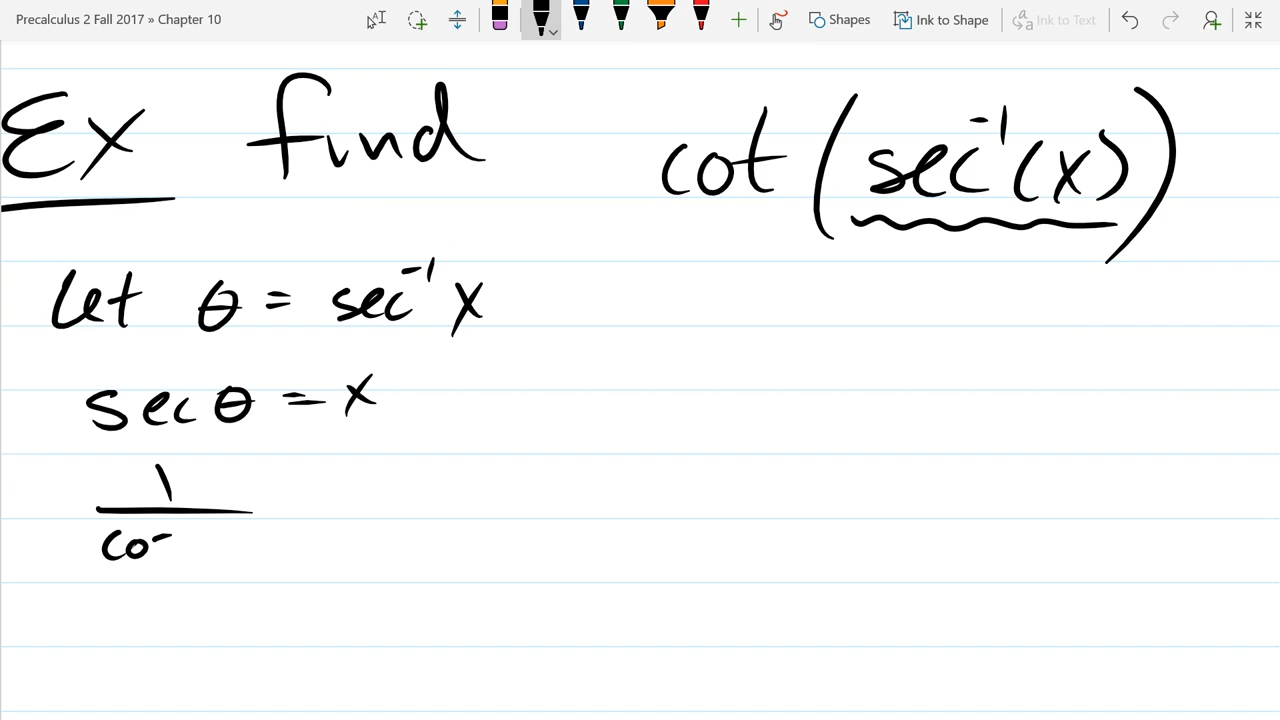 Precalculus 2 Fall 2017 » Chapter 10
Shapes
Ink to Shape
Ink to Text
Ex find cot(sec⁻¹(x))
Let θ = sec⁻¹ x
sec θ = x
1
co